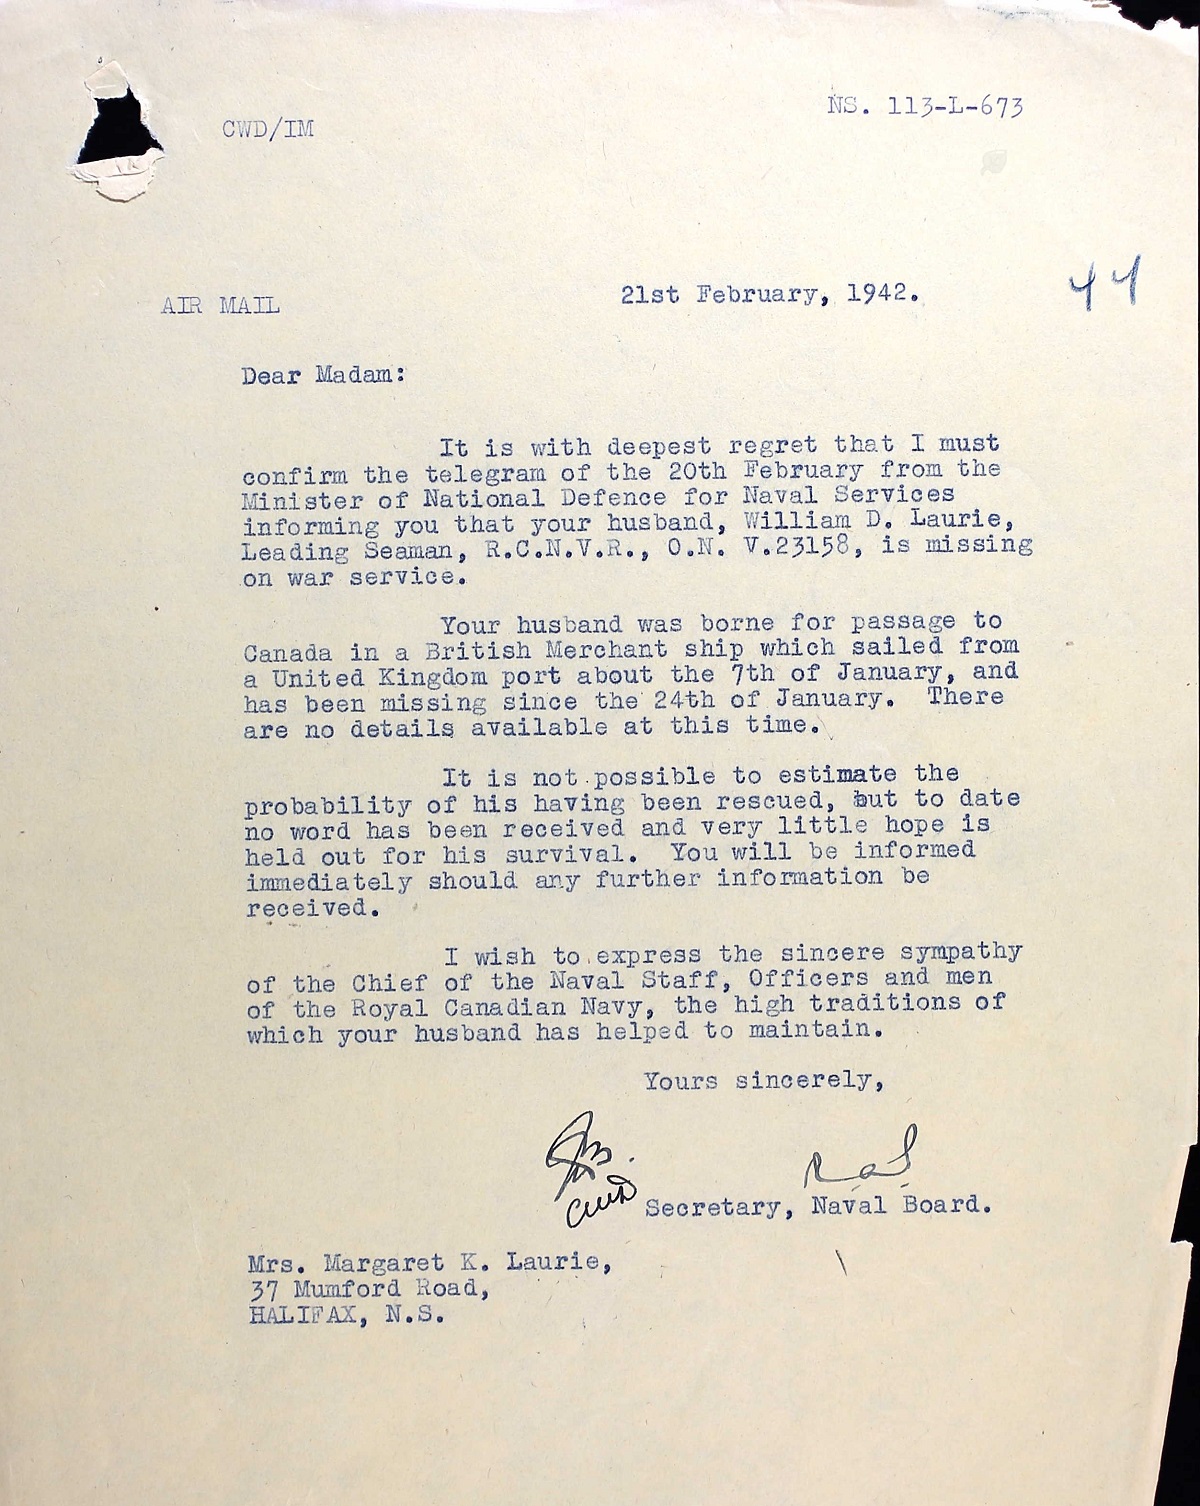 NS. 113-L-673
CWD/IM
44
AIR MAIL
21st February, 1942.
Dear Madam:
It is with deepest regret that I must
confirm the telegram of the 20th February from the
Minister of National Defence for Naval Services
informing you that your husband, William D. Laurie,
Leading Seaman, R.C.N.V.R., O.N. V.23158, is missing
on war service.
Your husband was borne for passage to
Canada in a British Merchant ship which sailed from
a United Kingdom port about the 7th of January, and
has been missing since the 24th of January. There
are no details available at this time.
It is not possible to estimate the
probability of his having been rescued, but to date
no word has been received and very little hope is
held out for his survival. You will be informed
immediately should any further information be
received.
I wish to express the sincere sympathy
of the Chief of the Naval Staff, Officers and men
of the Royal Canadian Navy, the high traditions of
which your husband has helped to maintain.
Yours sincerely,
CWD
Secretary, Naval Board.
Mrs. Margaret K. Laurie,
37 Mumford Road,
HALIFAX, N.S.